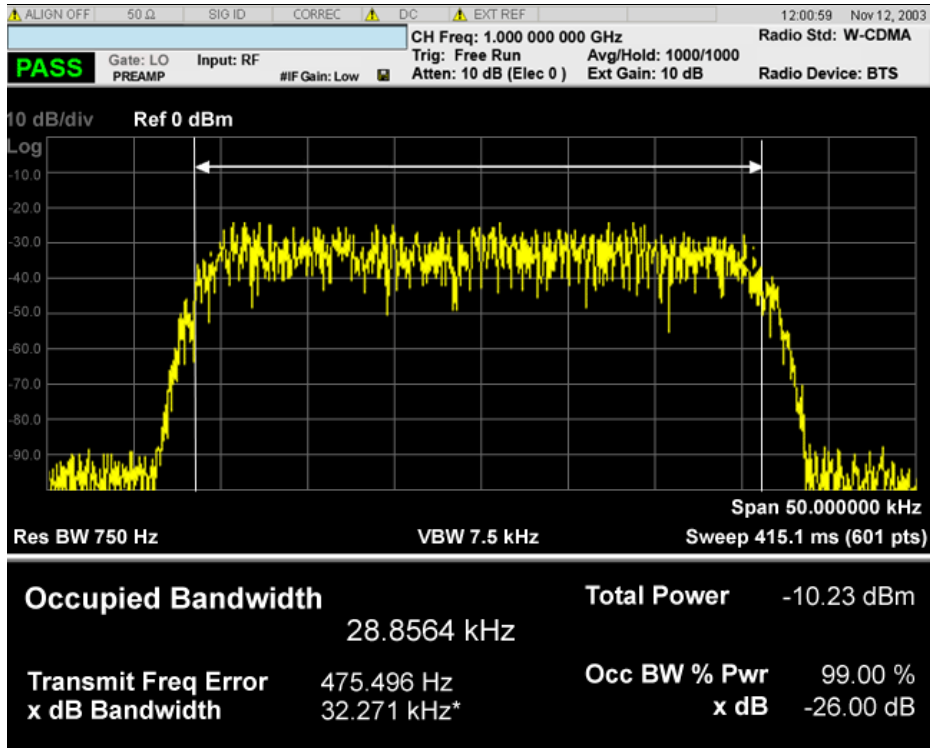 ALIGN OFF 50 Ω SIG ID CORREC DC EXT REF 12:00:59 Nov 12, 2003
CH Freq: 1.000 000 000 GHz Radio Std: W-CDMA
PASS Gate: LO Input: RF Trig: Free Run Avg/Hold: 1000/1000
PREAMP #IF Gain: Low Atten: 10 dB (Elec 0 ) Ext Gain: 10 dB Radio Device: BTS
10 dB/div Ref 0 dBm
Log
-10.0
-20.0
-30.0
-40.0
-50.0
-60.0
-70.0
-80.0
-90.0
Span 50.000000 kHz
Res BW 750 Hz VBW 7.5 kHz Sweep 415.1 ms (601 pts)
Occupied Bandwidth Total Power -10.23 dBm
28.8564 kHz
Transmit Freq Error 475.496 Hz Occ BW % Pwr 99.00 %
x dB Bandwidth 32.271 kHz* x dB -26.00 dB